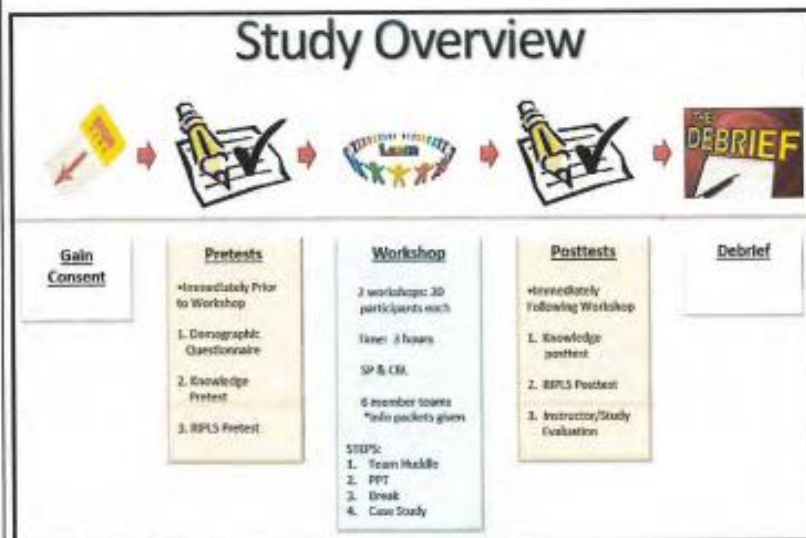 Study Overview
Learn
THE
DEBRIEF
Gain
Consent
Pretests
•Immediately Prior
to Workshop
1. Demographic
Questionnaire
2. Knowledge
Pretest
3. RIPLS Pretest
Workshop
workshops:
participants each
Time: 3 hours
SP & CBL
6 member teams
*Info packets given
STEPS:
1. Team Huddle
2. PPT
3. Break
4. Case Study
Posttests
•Immediately
Following Workshop
1. Knowledge
posttest
2. RIPLS Posttest
3. Instructor/Study
Evaluation
Debrief